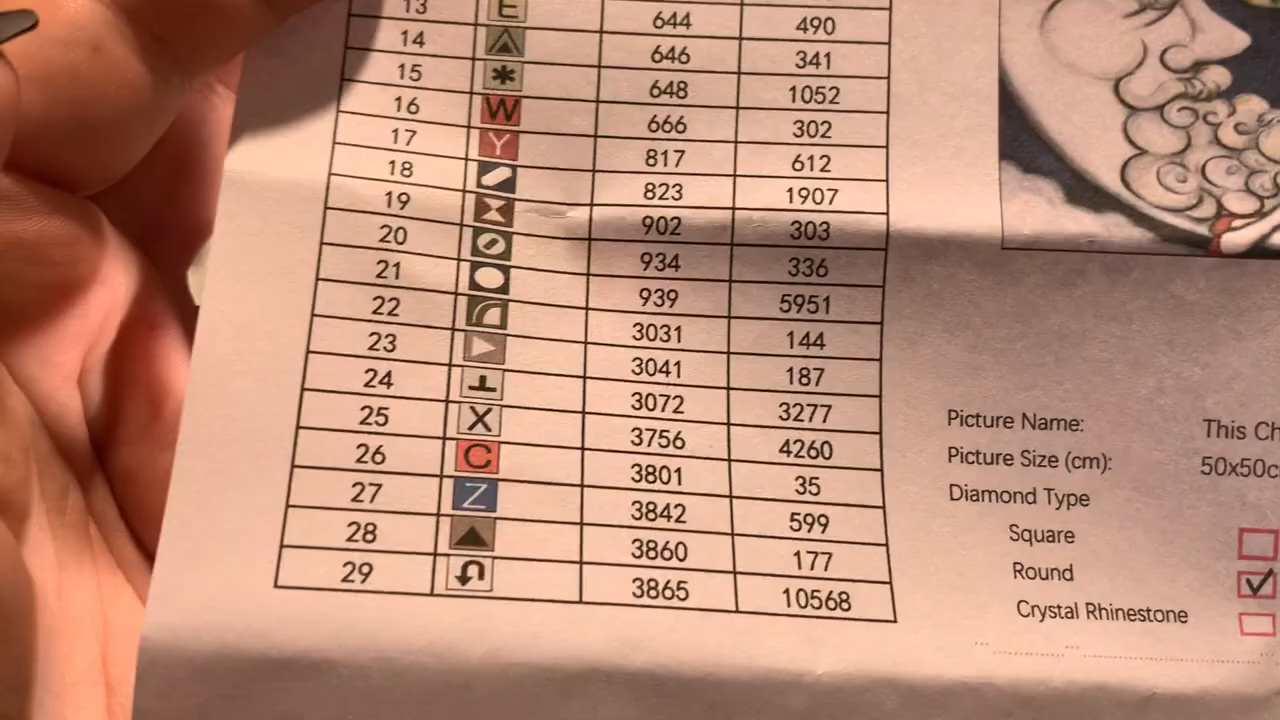 13 E 644 490
14 646 341
15 * 648 1052
16 W 666 302
17 Y 817 612
18 823 1907
19 902 303
20 934 336
21 939 5951
22 3031 144
23 3041 187
24 3072 3277
25 X 3756 4260
26 C 3801 35
27 Z 3842 599
28 3860 177
29 3865 10568
Picture Name: This Ch
Picture Size (cm): 50x50c
Diamond Type
Square
Round ✓
Crystal Rhinestone